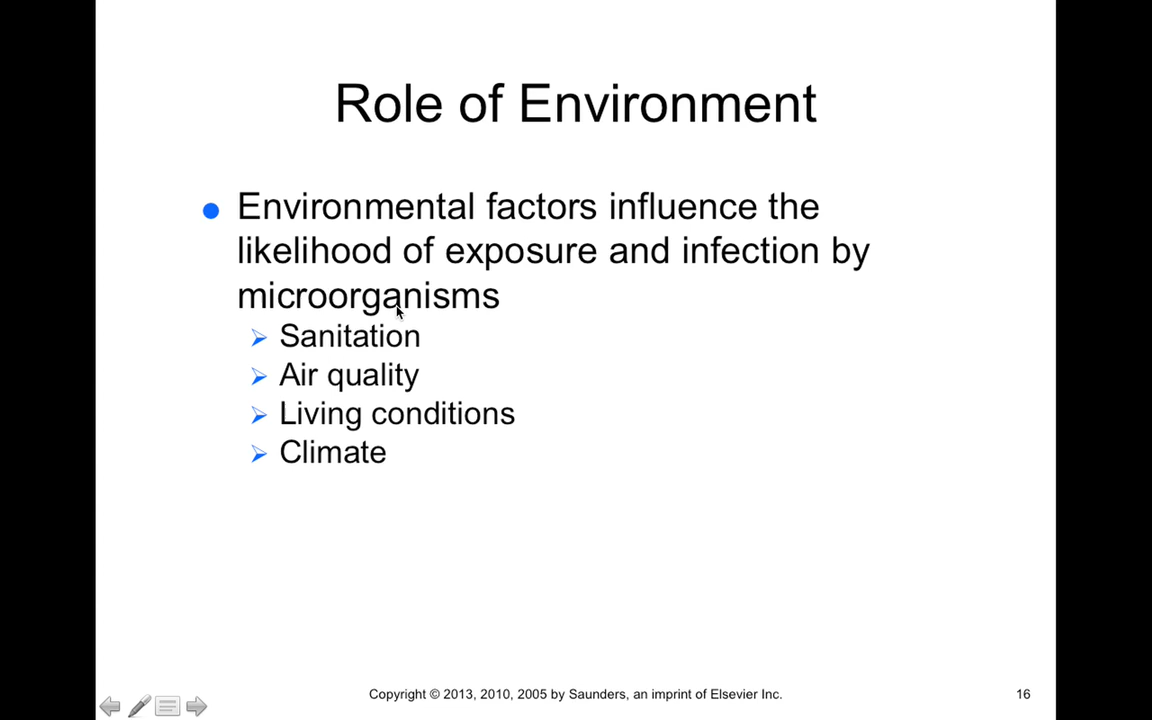 Role of Environment
Environmental factors influence the
likelihood of exposure and infection by
microorganisms
Sanitation
Air quality
Living conditions
Climate
Copyright © 2013, 2010, 2005 by Saunders, an imprint of Elsevier Inc.
16